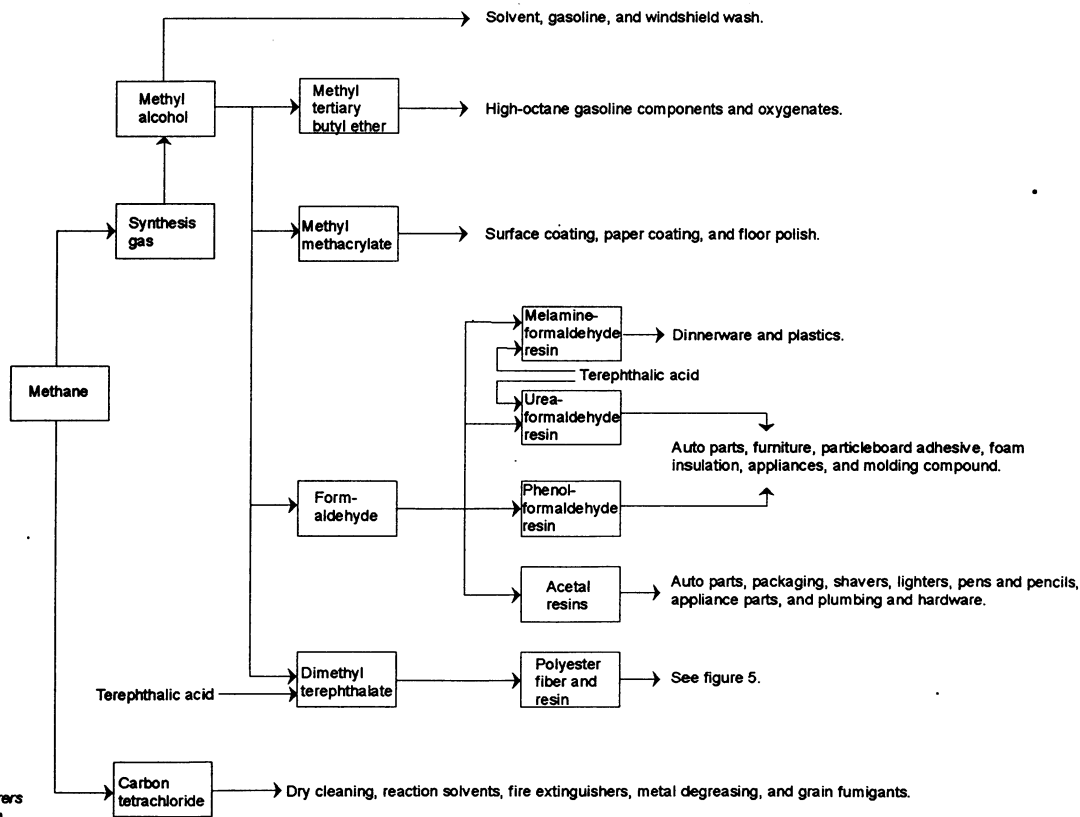 Solvent, gasoline, and windshield wash.
Methyl
alcohol
Methyl
tertiary
butyl ether
High-octane gasoline components and oxygenates.
Synthesis
gas
Methyl
methacrylate
Surface coating, paper coating, and floor polish.
Melamine-
formaldehyde
resin
Dinnerware and plastics.
Terephthalic acid
Methane
Urea-
formaldehyde
resin
Auto parts, furniture, particleboard adhesive, foam
insulation, appliances, and molding compound.
Form-
aldehyde
Phenol-
formaldehyde
resin
Acetal
resins
Auto parts, packaging, shavers, lighters, pens and pencils,
appliance parts, and plumbing and hardware.
Terephthalic acid
Dimethyl
terephthalate
Polyester
fiber and
resin
See figure 5.
Carbon
tetrachloride
Dry cleaning, reaction solvents, fire extinguishers, metal degreasing, and grain fumigants.